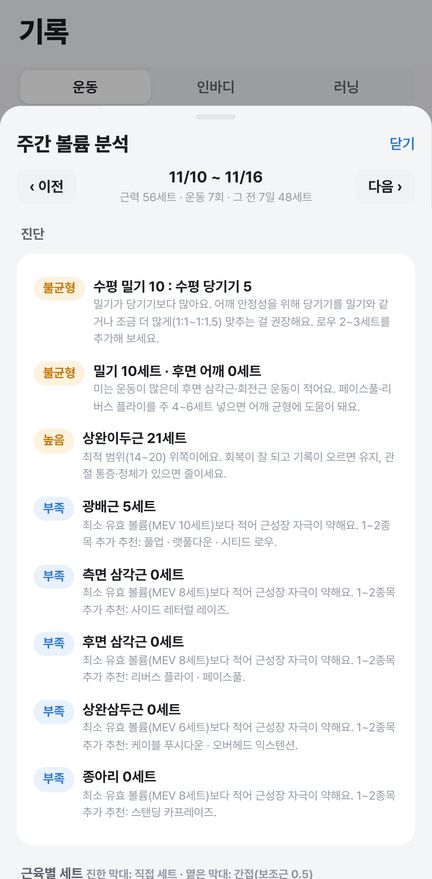 기록
운동 인바디 러닝
주간 볼륨 분석 닫기
‹ 이전 11/10 ~ 11/16 다음 ›
근력 56세트 · 운동 7회 · 그 전 7일 48세트
진단
불균형 수평 밀기 10 : 수평 당기기 5
밀기가 당기기보다 많아요. 어깨 안정성을 위해 당기기를 밀기와 같
거나 조금 더 많게(1:1~1:1.5) 맞추는 걸 권장해요. 로우 2~3세트를
추가해 보세요.
불균형 밀기 10세트 · 후면 어깨 0세트
미는 운동이 많은데 후면 삼각근·회전근 운동이 적어요. 페이스풀·리
버스 플라이를 주 4~6세트 넣으면 어깨 균형에 도움이 돼요.
높음 상완이두근 21세트
최적 범위(14~20) 위쪽이에요. 회복이 잘 되고 기록이 오르면 유지, 관
절 통증·정체가 있으면 줄이세요.
부족 광배근 5세트
최소 유효 볼륨(MEV 10세트)보다 적어 근성장 자극이 약해요. 1~2종
목 추가 추천: 풀업 · 랫풀다운 · 시티드 로우.
부족 측면 삼각근 0세트
최소 유효 볼륨(MEV 8세트)보다 적어 근성장 자극이 약해요. 1~2종목
추가 추천: 사이드 레터럴 레이즈.
부족 후면 삼각근 0세트
최소 유효 볼륨(MEV 8세트)보다 적어 근성장 자극이 약해요. 1~2종목
추가 추천: 리버스 플라이 · 페이스풀.
부족 상완삼두근 0세트
최소 유효 볼륨(MEV 6세트)보다 적어 근성장 자극이 약해요. 1~2종목
추가 추천: 케이블 푸시다운 · 오버헤드 익스텐션.
부족 종아리 0세트
최소 유효 볼륨(MEV 8세트)보다 적어 근성장 자극이 약해요. 1~2종목
추가 추천: 스탠딩 카프레이즈.
근육별 세트 진한 막대: 직접 세트 · 옅은 막대: 간접(보조근 0.5)